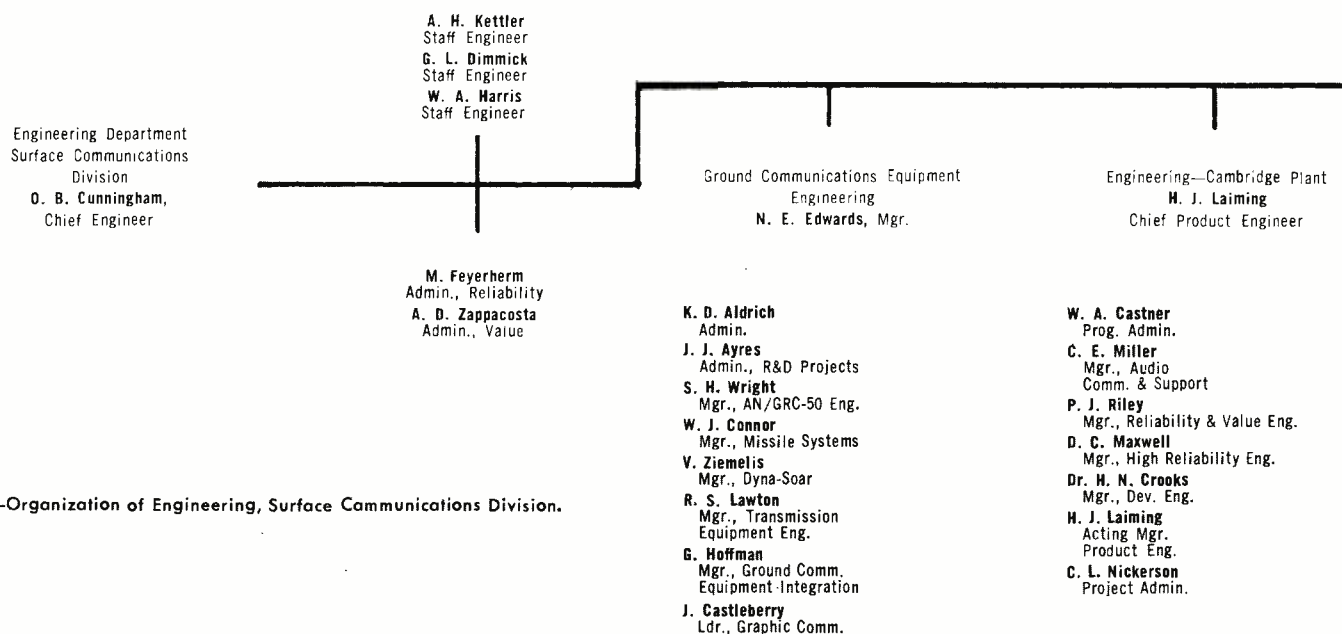 A. H. Kettler
Staff Engineer
G. L. Dimmick
Staff Engineer
W. A. Harris
Staff Engineer
Engineering Department
Surface Communications
Division
O. B. Cunningham,
Chief Engineer
M. Feyerherm
Admin., Reliability
A. D. Zappacosta
Admin., Value
Ground Communications Equipment
Engineering
N. E. Edwards, Mgr.
K. D. Aldrich
Admin.
J. J. Ayres
Admin., R&D Projects
S. H. Wright
Mgr., AN/GRC-50 Eng.
W. J. Connor
Mgr., Missile Systems
V. Ziemelis
Mgr., Dyna-Soar
R. S. Lawton
Mgr., Transmission
Equipment Eng.
G. Hoffman
Mgr., Ground Comm.
Equipment Integration
J. Castleberry
Ldr., Graphic Comm.
Engineering—Cambridge Plant
H. J. Laiming
Chief Product Engineer
W. A. Castner
Prog. Admin.
C. E. Miller
Mgr., Audio
Comm. & Support
P. J. Riley
Mgr., Reliability & Value Eng.
D. C. Maxwell
Mgr., High Reliability Eng.
Dr. H. N. Crooks
Mgr., Dev. Eng.
H. J. Laiming
Acting Mgr.
Product Eng.
C. L. Nickerson
Project Admin.
-Organization of Engineering, Surface Communications Division.